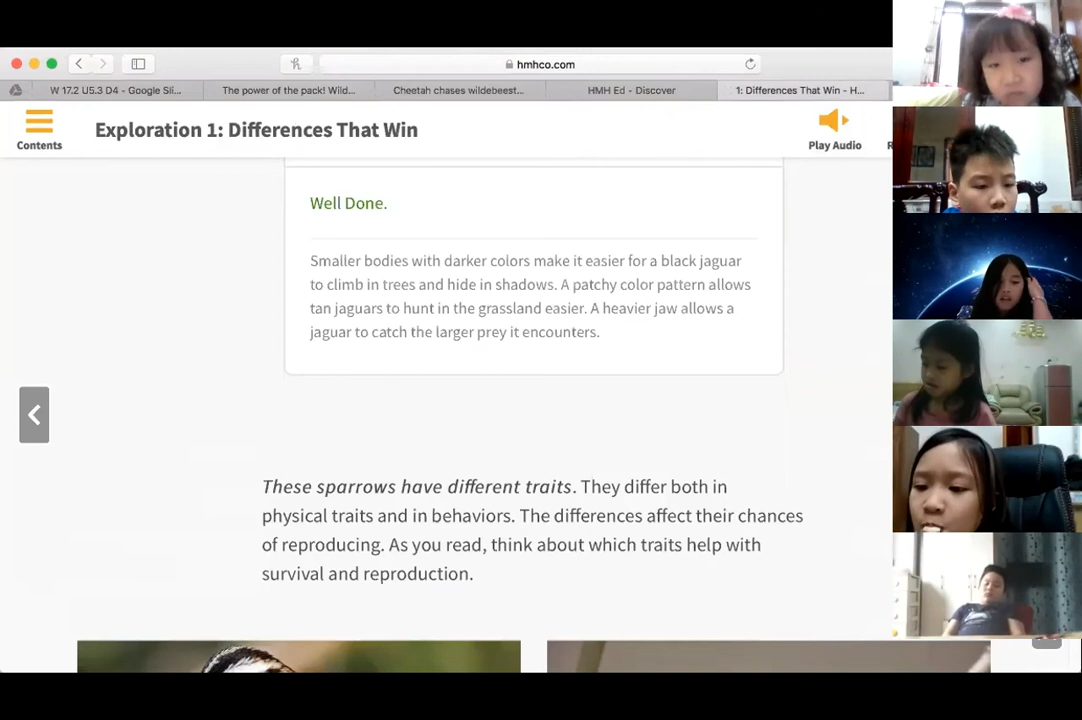 hmhco.com
W 17.2 U5.3 D4 - Google Sli...
The power of the pack! Wild...
Cheetah chases wildebeest...
HMH Ed - Discover
1: Differences That Win - H...
Contents
Exploration 1: Differences That Win
Play Audio
R
Well Done.
Smaller bodies with darker colors make it easier for a black jaguar
to climb in trees and hide in shadows. A patchy color pattern allows
tan jaguars to hunt in the grassland easier. A heavier jaw allows a
jaguar to catch the larger prey it encounters.
These sparrows have different traits. They differ both in
physical traits and in behaviors. The differences affect their chances
of reproducing. As you read, think about which traits help with
survival and reproduction.